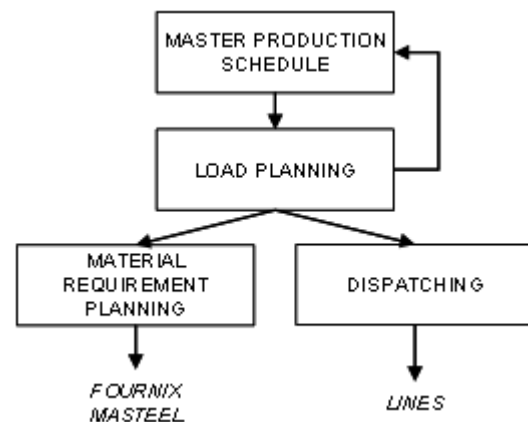 MASTER PRODUCTION
SCHEDULE
LOAD PLANNING
MATERIAL
REQUIREMENT
PLANNING
DISPATCHING
FOURNIX
MASTEEL
LINES